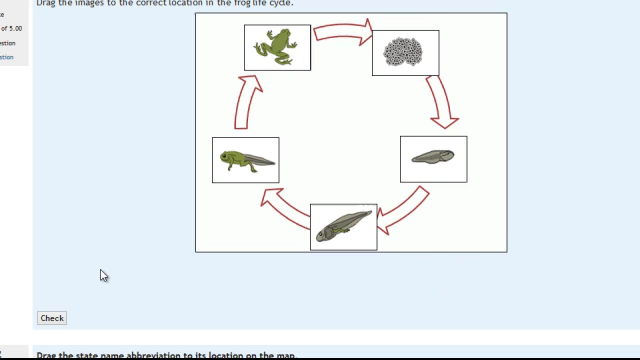 Drag the images to the correct location in the frog life cycle.
of 5.00
Check
Drag the state name abbreviation to its location on the map.